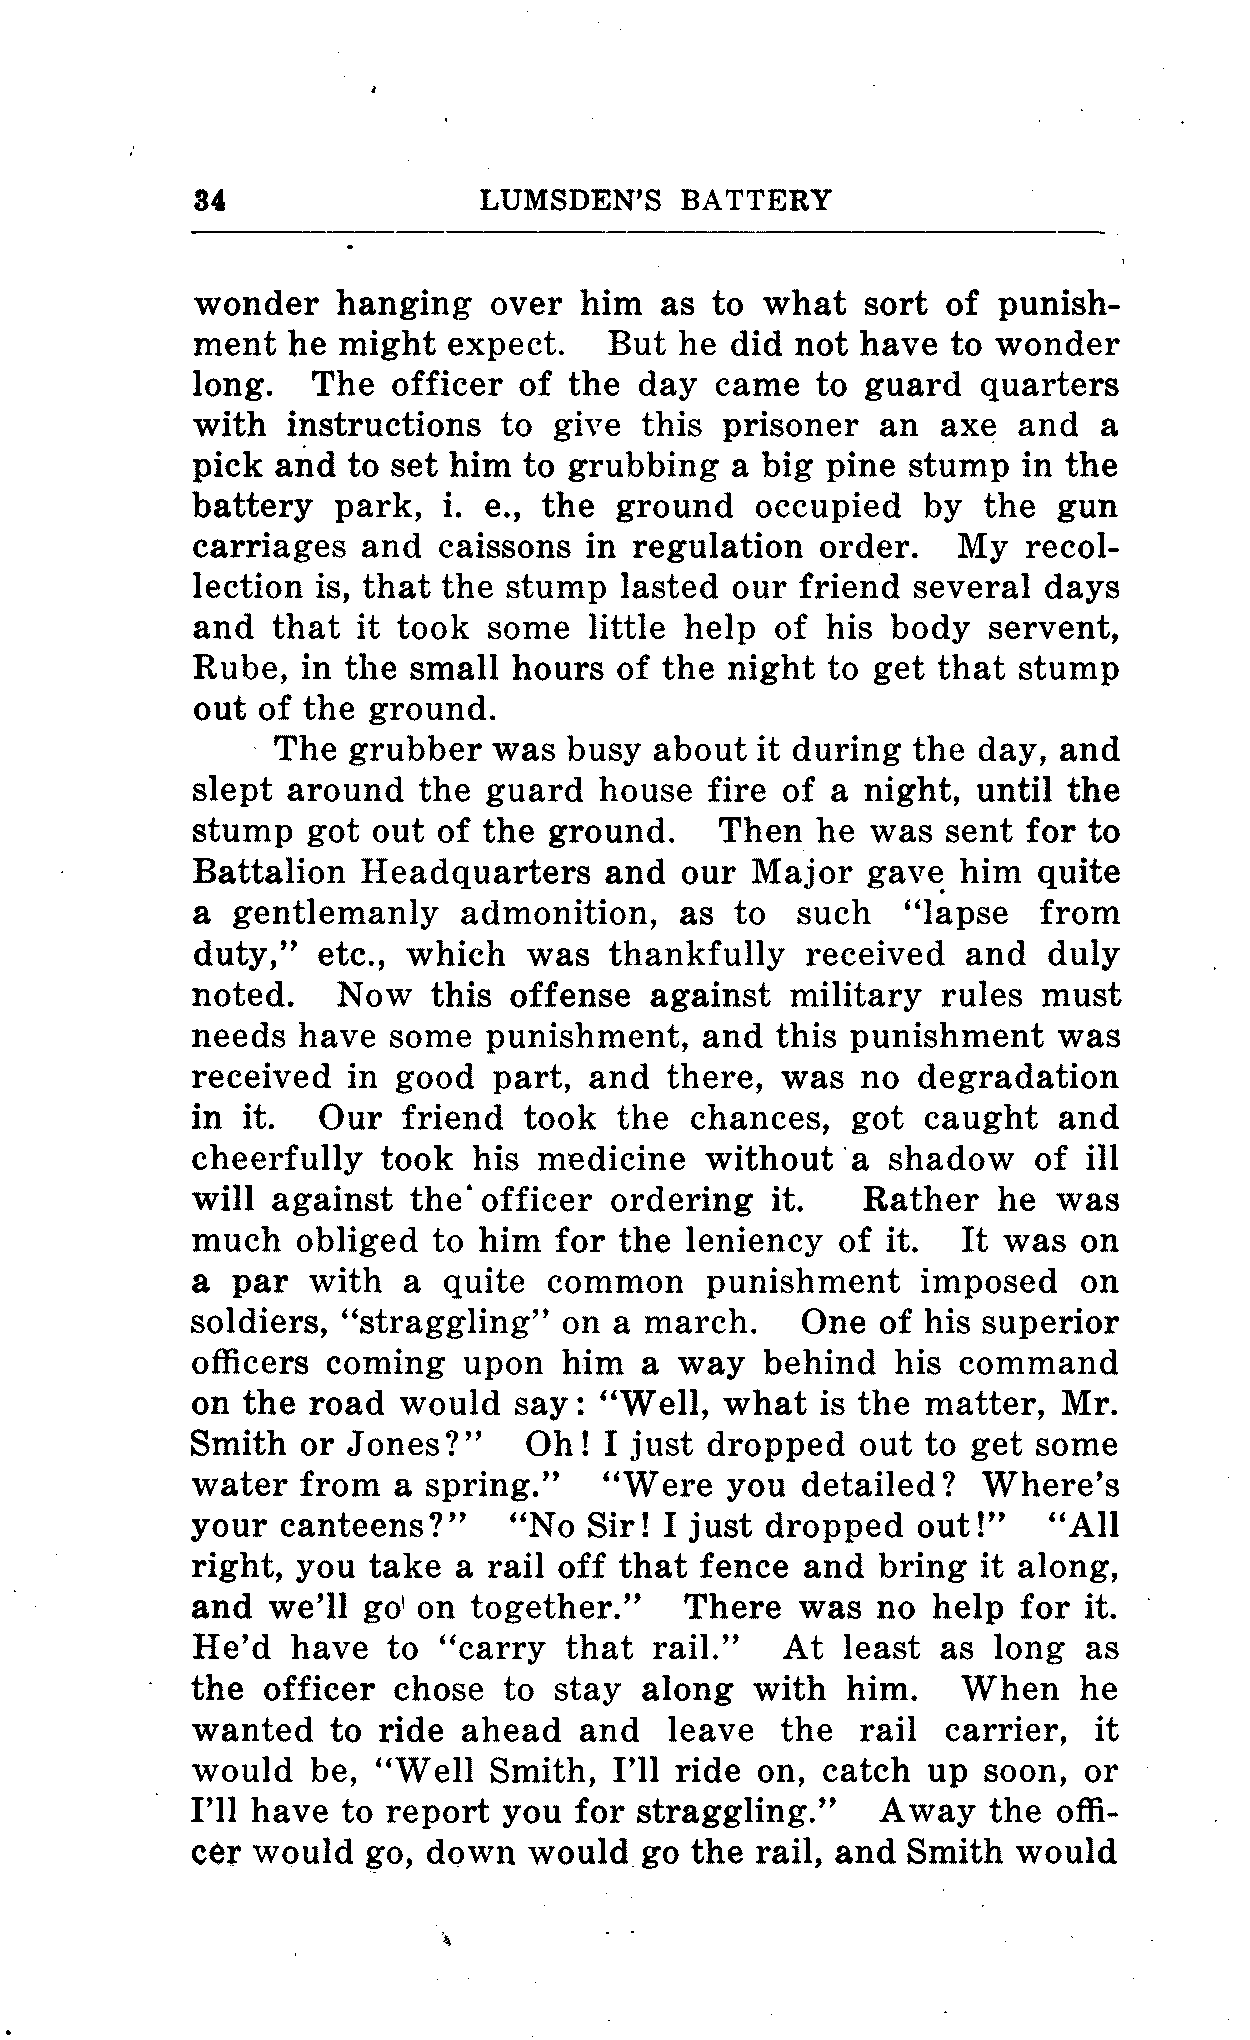 34 LUMSDEN'S BATTERY
wonder hanging over him as to what sort of punish-
ment he might expect. But he did not have to wonder
long. The officer of the day came to guard quarters
with instructions to give this prisoner an axe and a
pick and to set him to grubbing a big pine stump in the
battery park, i. e., the ground occupied by the gun
carriages and caissons in regulation order. My recol-
lection is, that the stump lasted our friend several days
and that it took some little help of his body servent,
Rube, in the small hours of the night to get that stump
out of the ground.
The grubber was busy about it during the day, and
slept around the guard house fire of a night, until the
stump got out of the ground. Then he was sent for to
Battalion Headquarters and our Major gave him quite
a gentlemanly admonition, as to such "lapse from
duty," etc., which was thankfully received and duly
noted. Now this offense against military rules must
needs have some punishment, and this punishment was
received in good part, and there, was no degradation
in it. Our friend took the chances, got caught and
cheerfully took his medicine without a shadow of ill
will against the officer ordering it. Rather he was
much obliged to him for the leniency of it. It was on
a par with a quite common punishment imposed on
soldiers, "straggling" on a march. One of his superior
officers coming upon him a way behind his command
on the road would say: "Well, what is the matter, Mr.
Smith or Jones?" Oh! I just dropped out to get some
water from a spring." "Were you detailed? Where's
your canteens?" "No Sir! I just dropped out!" "All
right, you take a rail off that fence and bring it along,
and we'll go on together." There was no help for it.
He'd have to "carry that rail." At least as long as
the officer chose to stay along with him. When he
wanted to ride ahead and leave the rail carrier, it
would be, "Well Smith, I'll ride on, catch up soon, or
I'll have to report you for straggling." Away the offi-
cer would go, down would go the rail, and Smith would